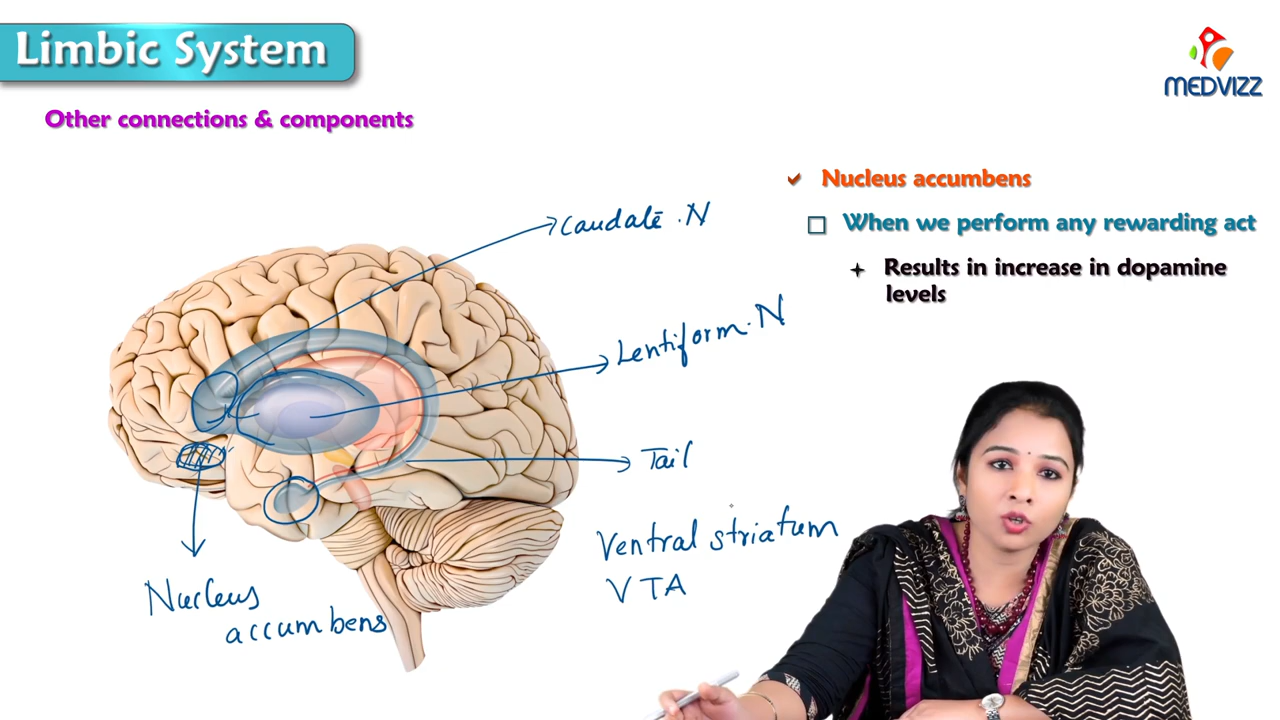 Limbic System
MEDVIZZ
Other connections & components
Nucleus accumbens
When we perform any rewarding act
Results in increase in dopamine
levels
Caudate .N
Lentiform.N
Tail
Ventral striatum
VTA
Nucleus
accumbens